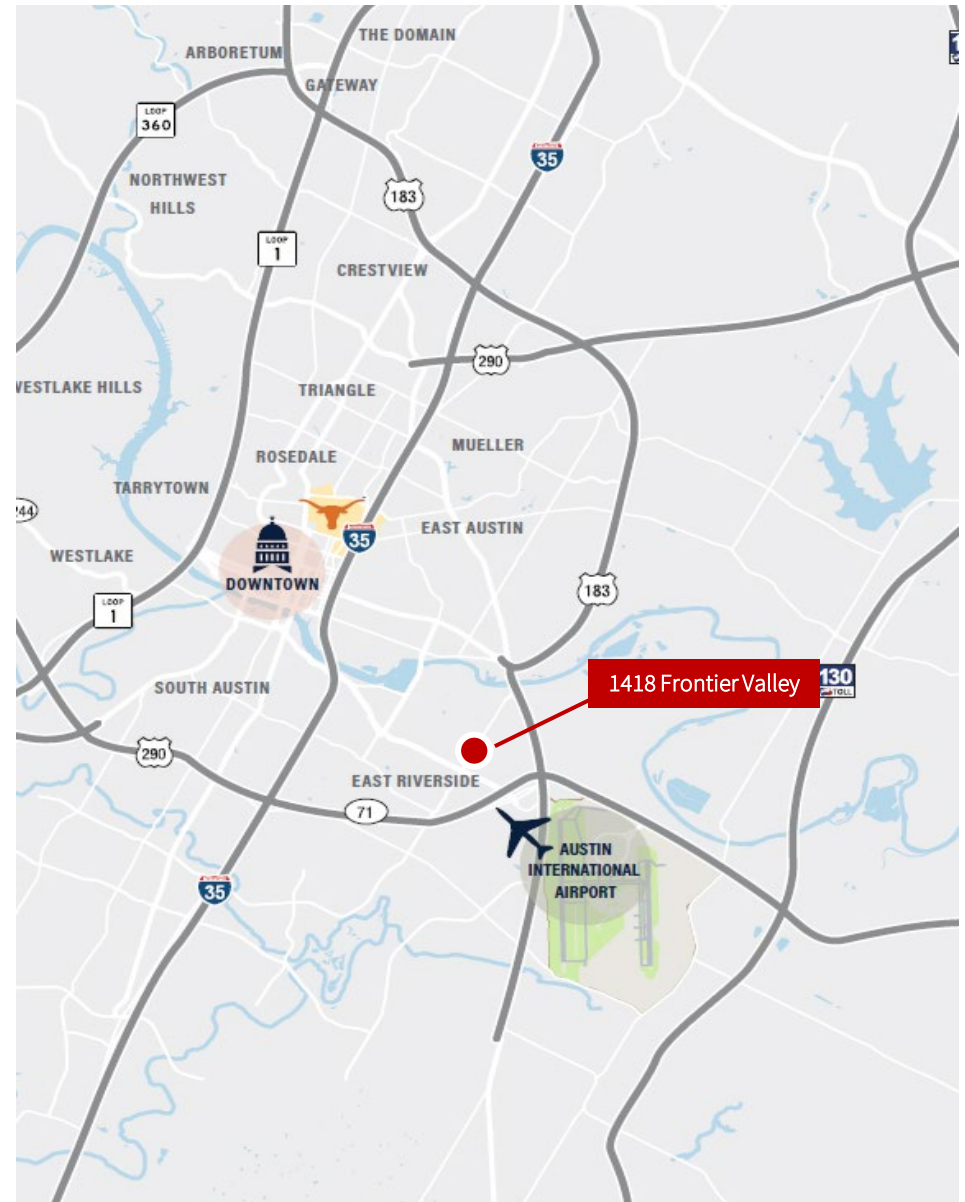 THE DOMAIN
ARBORETUM
GATEWAY
LOOP
360
35
NORTHWEST
HILLS
183
LOOP
1
CRESTVIEW
290
WESTLAKE HILLS
TRIANGLE
MUELLER
ROSEDALE
TARRYTOWN
EAST AUSTIN
35
WESTLAKE
DOWNTOWN
183
LOOP
1
1418 Frontier Valley
130
TOLL
SOUTH AUSTIN
290
EAST RIVERSIDE
71
AUSTIN
INTERNATIONAL
AIRPORT
35